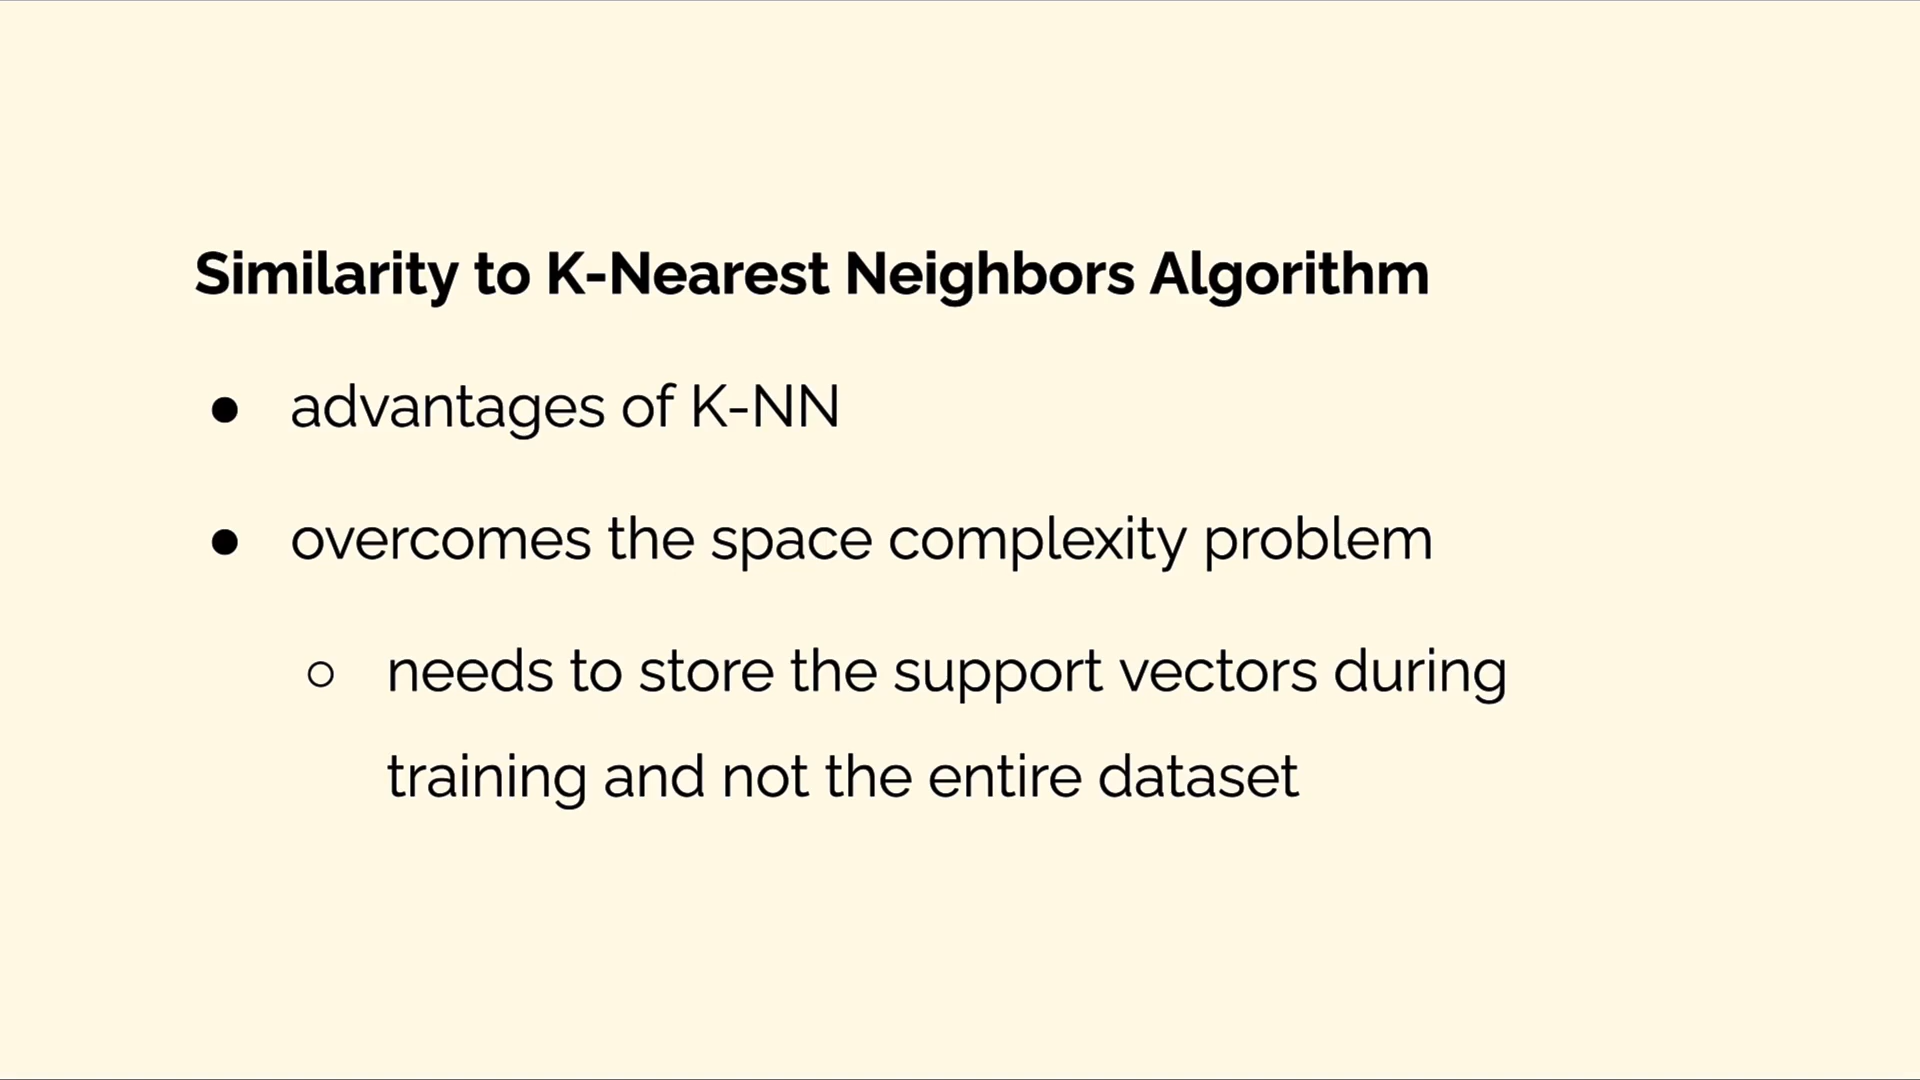 Similarity to K-Nearest Neighbors Algorithm
● advantages of K-NN
● overcomes the space complexity problem
○ needs to store the support vectors during
training and not the entire dataset